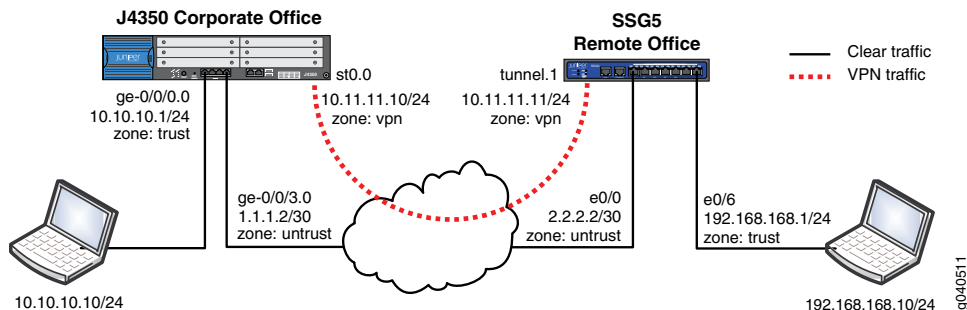 J4350 Corporate Office
SSG5
Remote Office
Clear traffic
VPN traffic
JUNIPER
J4350
st0.0
10.11.11.10/24
zone: vpn
tunnel.1
10.11.11.11/24
zone: vpn
ge-0/0/0.0
10.10.10.1/24
zone: trust
ge-0/0/3.0
1.1.1.2/30
zone: untrust
e0/0
2.2.2.2/30
zone: untrust
e0/6
192.168.168.1/24
zone: trust
10.10.10.10/24
192.168.168.10/24
g040511